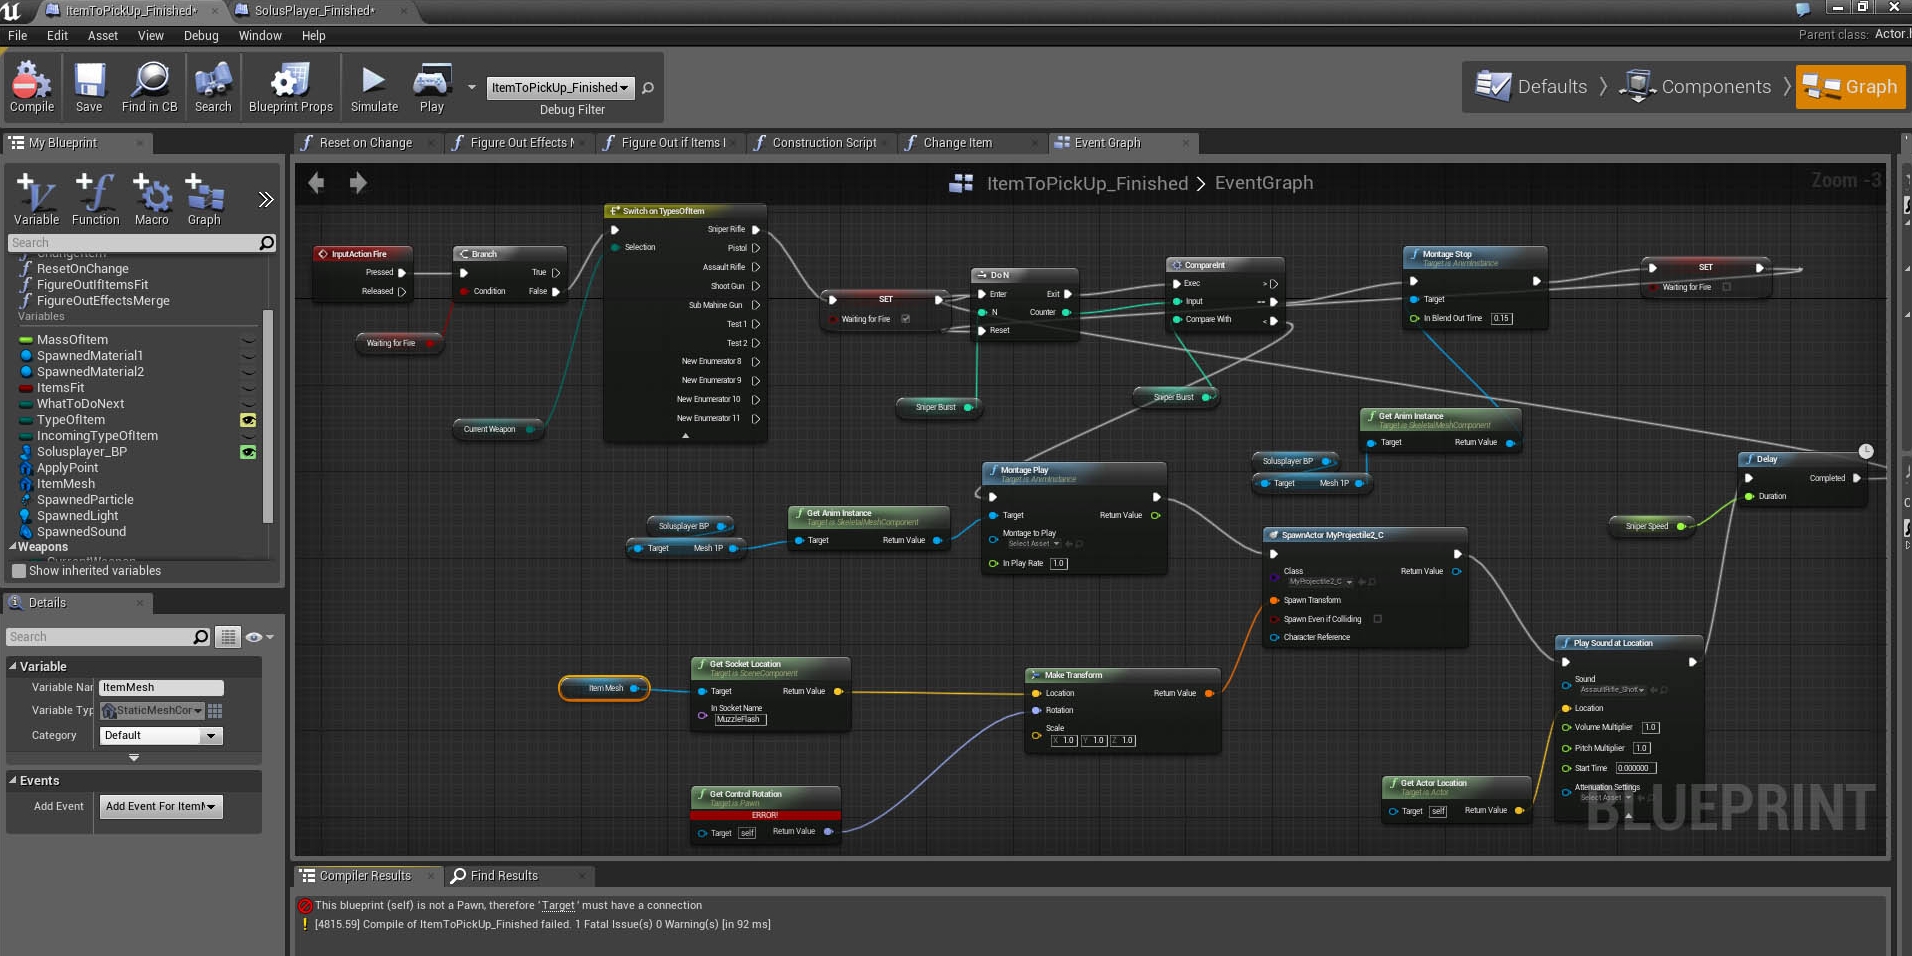 ItemToPickUp_Finished*
SolusPlayer_Finished*
File Edit Asset View Debug Window Help
Parent class: Actor.h
Compile
Save
Find in CB
Search
Blueprint Props
Simulate
Play
ItemToPickUp_Finished
Debug Filter
Defaults
Components
Graph
My Blueprint
Reset on Change
Figure Out Effects M
Figure Out if Items I
Construction Script
Change Item
Event Graph
Variable
Function
Macro
Graph
Search
ChangeItem
ResetOnChange
FigureOutIfItemsFit
FigureOutEffectsMerge
Variables
MassOfItem
SpawnedMaterial1
SpawnedMaterial2
ItemsFit
WhatToDoNext
TypeOfItem
IncomingTypeOfItem
Solusplayer_BP
ApplyPoint
ItemMesh
SpawnedParticle
SpawnedLight
SpawnedSound
Weapons
CurrentWeapon
Show inherited variables
Details
Search
Variable
Variable Nar ItemMesh
Variable Typ StaticMeshCor
Category Default
Events
Add Event Add Event For ItemM
ItemToPickUp_Finished > EventGraph
Zoom -3
InputAction Fire
Pressed
Released
Branch
True
Condition False
Waiting for Fire
Current Weapon
Switch on TypesOfItem
Sniper Rifle
Selection
Pistol
Assault Rifle
Shoot Gun
Sub Mahine Gun
Test 1
Test 2
New Enumerator 8
New Enumerator 9
New Enumerator 10
New Enumerator 11
SET
Waiting for Fire
Do N
Enter Exit
N Counter
Reset
Sniper Burst
CompareInt
Exec >
Input ==
Compare With <
Sniper Burst
Montage Stop
Target is AnimInstance
Target
In Blend Out Time 0.15
SET
Waiting for Fire
Get Anim Instance
Target is SkeletalMeshComponent
Target Return Value
Solusplayer BP
Target Mesh 1P
Delay
Completed
Duration
Sniper Speed
Solusplayer BP
Target Mesh 1P
Get Anim Instance
Target is SkeletalMeshComponent
Target Return Value
Montage Play
Target is AnimInstance
Target Return Value
Montage to Play
Select Asset
In Play Rate 1.0
SpawnActor MyProjectile2_C
Class Return Value
MyProjectile2_C
Spawn Transform
Spawn Even if Colliding
Character Reference
Item Mesh
Get Socket Location
Target is SceneComponent
Target Return Value
In Socket Name
MuzzleFlash
Make Transform
Location Return Value
Rotation
Scale
X 1.0 Y 1.0 Z 1.0
Get Control Rotation
Target is Pawn
ERROR!
Target self Return Value
Play Sound at Location
Sound
AssaultRifle_Shot
Location
Volume Multiplier 1.0
Pitch Multiplier 1.0
Start Time 0.000000
Attenuation Settings
Select Asset
Get Actor Location
Target is Actor
Target self Return Value
BLUEPRINT
Compiler Results
Find Results
This blueprint (self) is not a Pawn, therefore 'Target' must have a connection
[4815.59] Compile of ItemToPickUp_Finished failed. 1 Fatal Issue(s) 0 Warning(s) [in 92 ms]